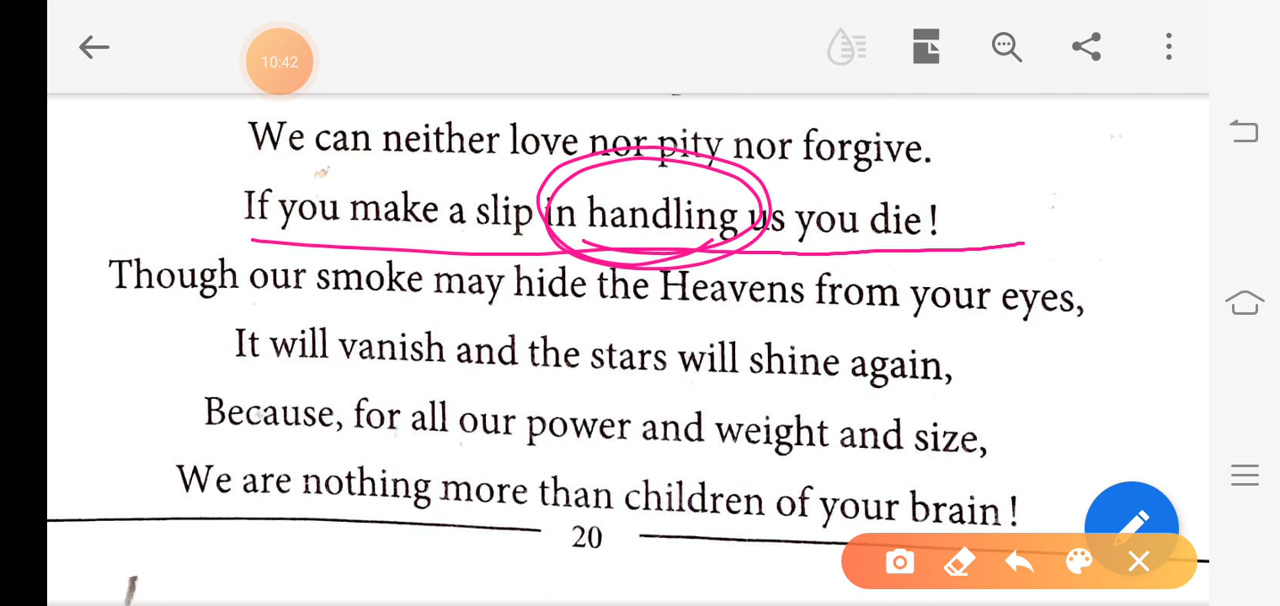 10:42
We can neither love nor pity nor forgive.
If you make a slip in handling us you die!
Though our smoke may hide the Heavens from your eyes,
It will vanish and the stars will shine again,
Because, for all our power and weight and size,
We are nothing more than children of your brain!
20